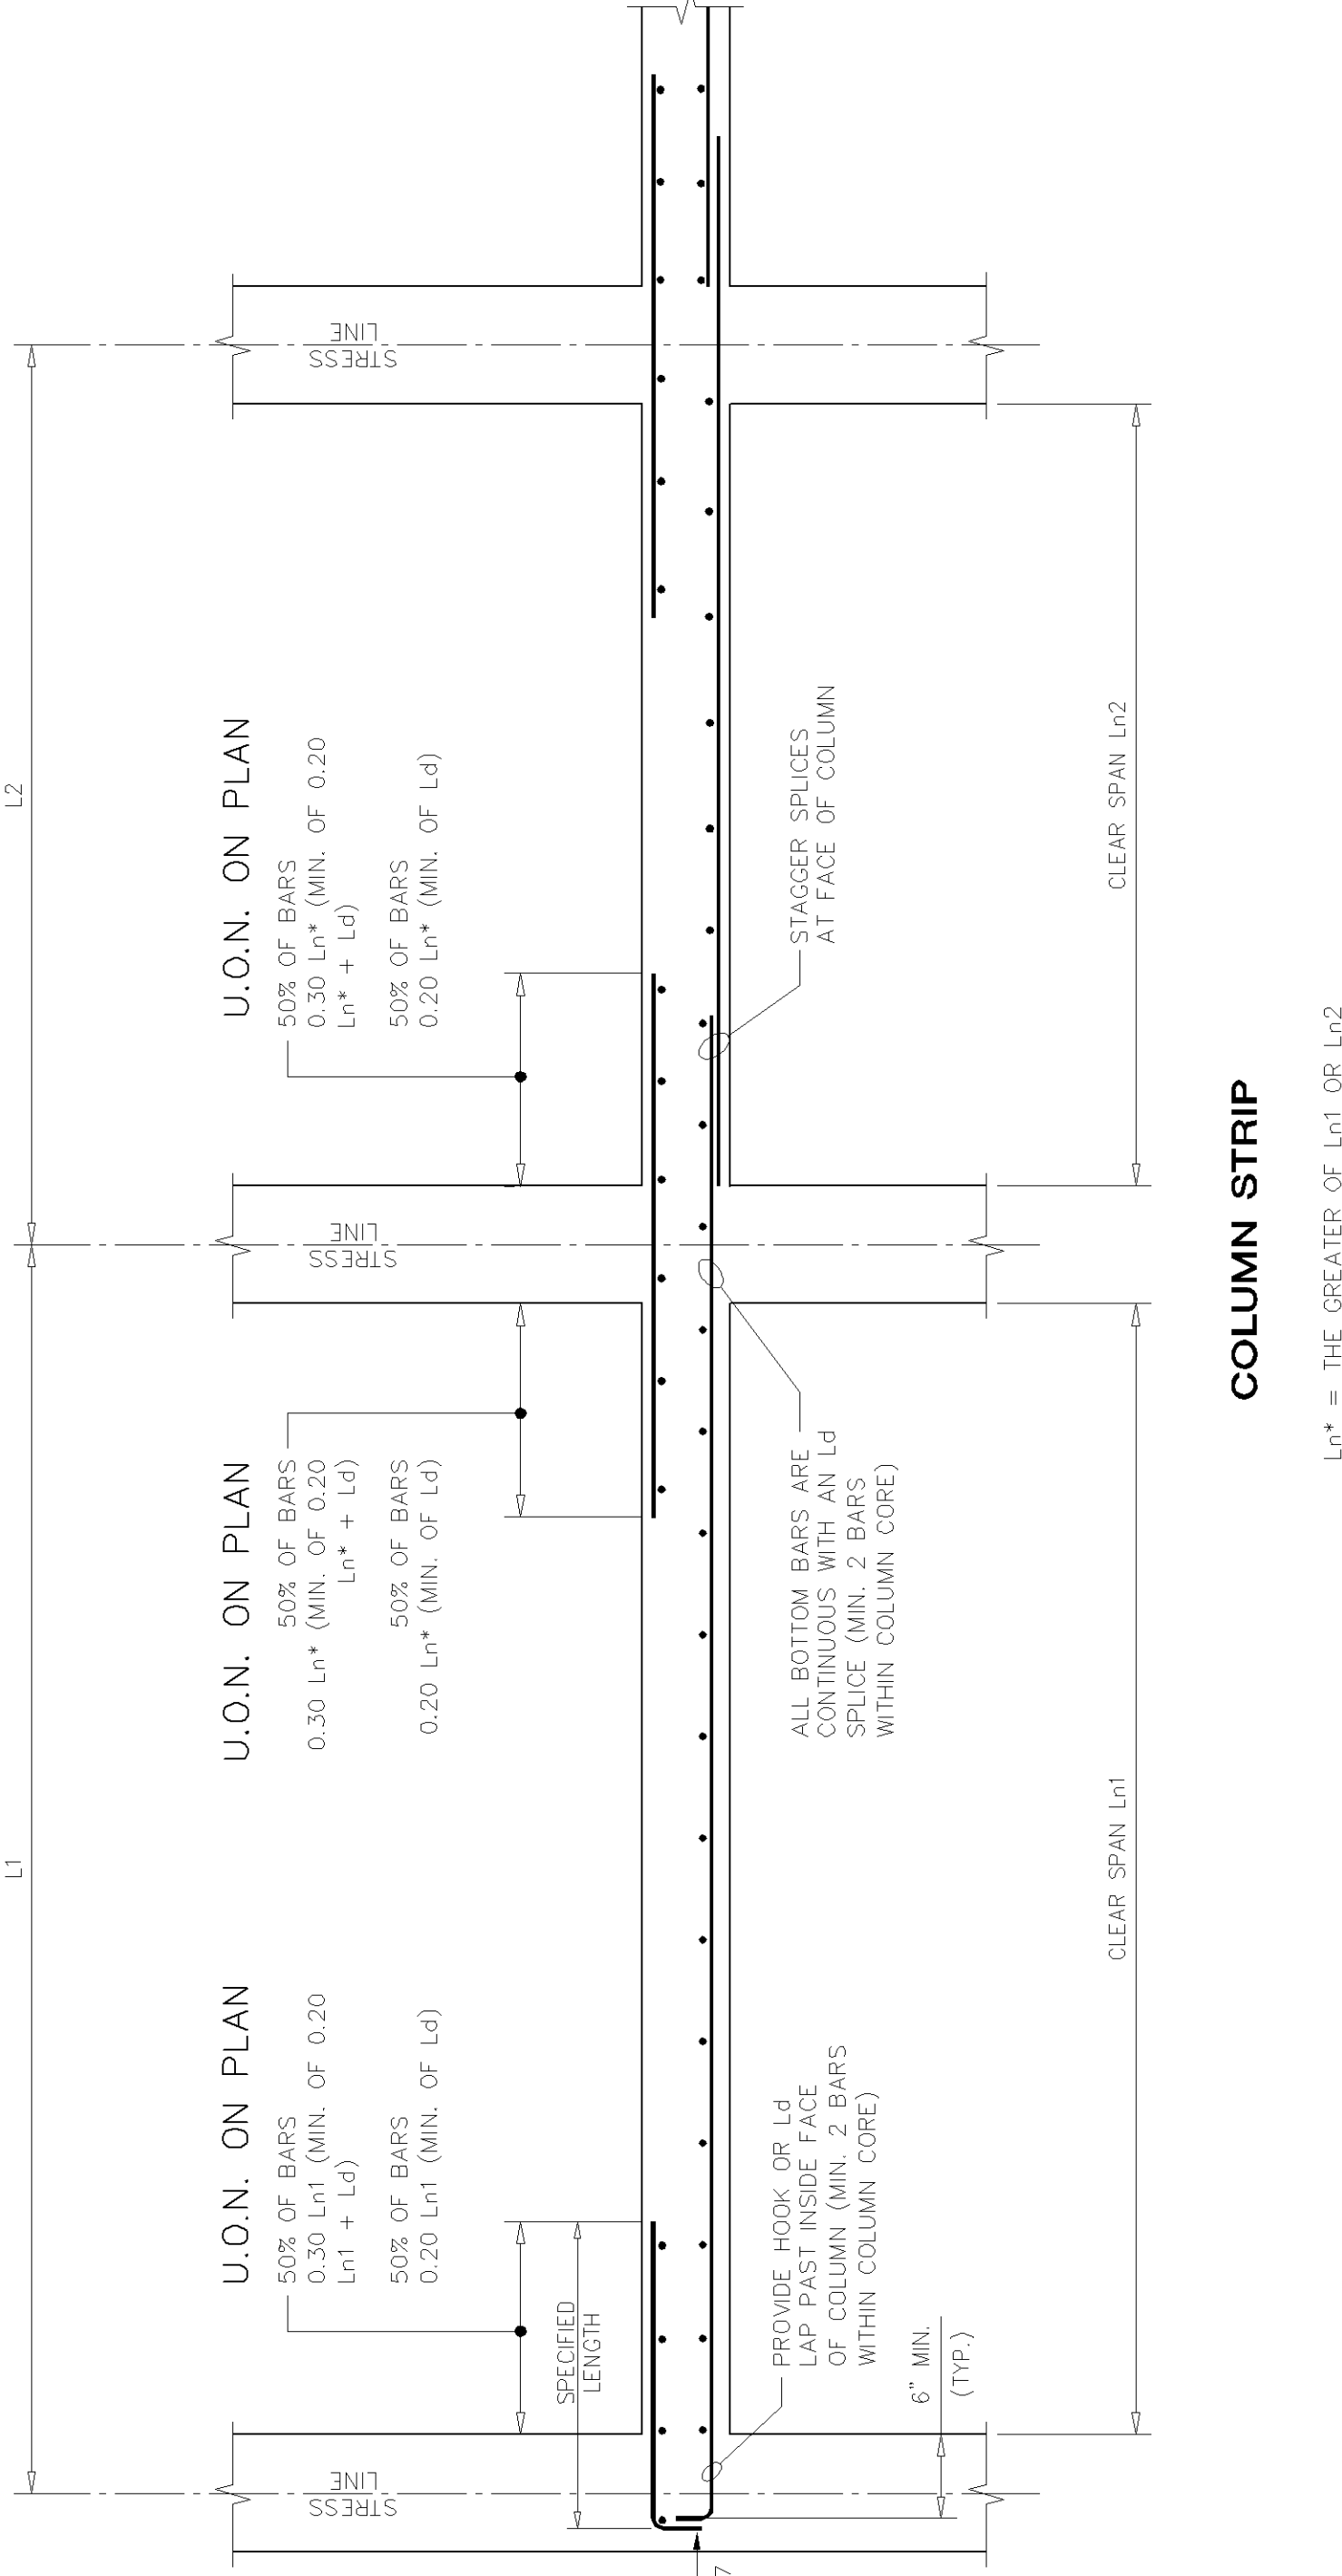 L1
L2
U.O.N. ON PLAN
50% OF BARS
0.30 Ln1 (MIN. OF 0.20
Ln1 + Ld)
50% OF BARS
0.20 Ln1 (MIN. OF Ld)
U.O.N. ON PLAN
50% OF BARS
0.30 Ln* (MIN. OF 0.20
Ln* + Ld)
50% OF BARS
0.20 Ln* (MIN. OF Ld)
U.O.N. ON PLAN
50% OF BARS
0.30 Ln* (MIN. OF 0.20
Ln* + Ld)
50% OF BARS
0.20 Ln* (MIN. OF Ld)
STRESS
LINE
STRESS
LINE
STRESS
LINE
SPECIFIED
LENGTH
7
PROVIDE HOOK OR Ld
LAP PAST INSIDE FACE
OF COLUMN (MIN. 2 BARS
WITHIN COLUMN CORE)
ALL BOTTOM BARS ARE
CONTINUOUS WITH AN Ld
SPLICE (MIN. 2 BARS
WITHIN COLUMN CORE)
STAGGER SPLICES
AT FACE OF COLUMN
6" MIN.
(TYP.)
CLEAR SPAN Ln1
CLEAR SPAN Ln2
COLUMN STRIP
Ln* = THE GREATER OF Ln1 OR Ln2